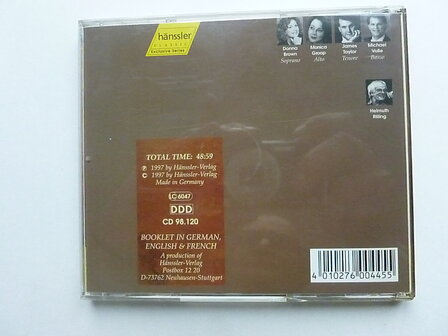 hänssler
CLASSIC
Exclusive Series
Donna
Brown
Soprano
Monica
Groop
Alto
James
Taylor
Tenore
Michael
Volle
Basso
Helmuth
Rilling
TOTAL TIME: 48:59
℗ 1997 by Hänssler-Verlag
© 1997 by Hänssler-Verlag
Made in Germany
LC 6047
DDD
CD 98.120
BOOKLET IN GERMAN,
ENGLISH & FRENCH
A production of
Hänssler-Verlag
Postbox 12 20
D-73762 Neuhausen-Stuttgart
4 010276 004455